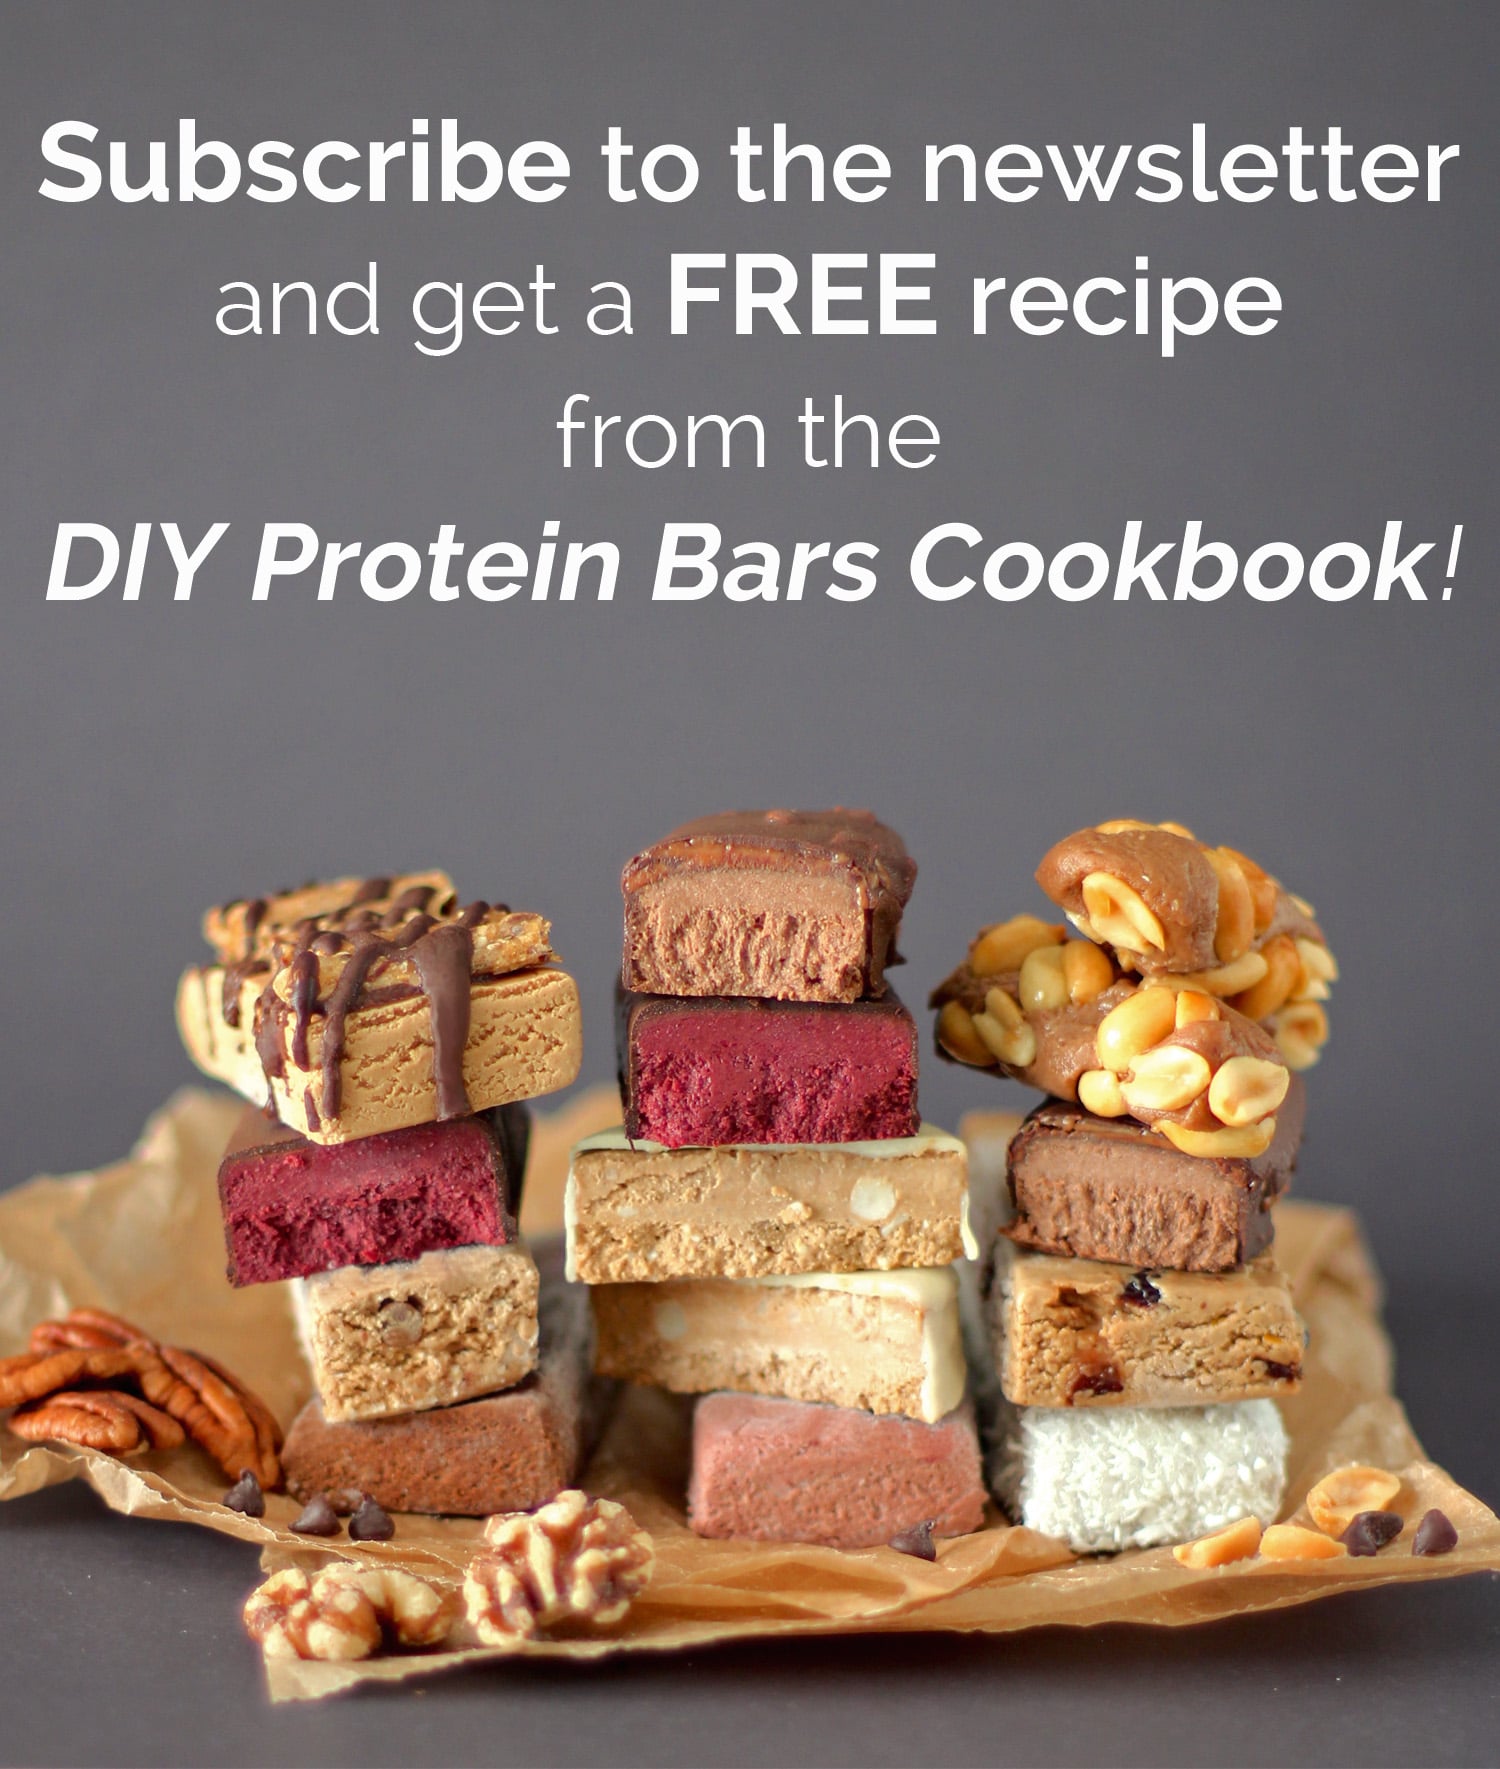 Subscribe to the newsletter
and get a FREE recipe
from the
DIY Protein Bars Cookbook!